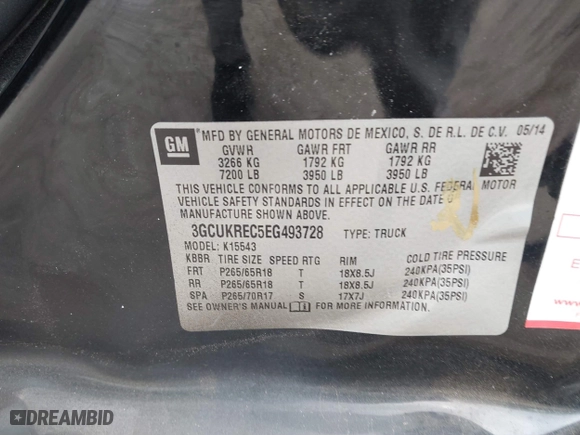 GM MFD BY GENERAL MOTORS DE MEXICO, S. DE R.L. DE C.V. 05/14
GVWR GAWR FRT GAWR RR
3266 KG 1792 KG 1792 KG
7200 LB 3950 LB 3950 LB
THIS VEHICLE CONFORMS TO ALL APPLICABLE U.S. FEDERAL MOTOR
VEHICLE SAFETY STANDARDS IN EFFECT ON THE DATE OF
MANUFACTURE SHOWN ABOVE.
3GCUKREC5EG493728 TYPE: TRUCK
MODEL: K15543
KBBR TIRE SIZE SPEED RTG RIM COLD TIRE PRESSURE
FRT P265/65R18 T 18X8.5J 240KPA(35PSI)
RR P265/65R18 T 18X8.5J 240KPA(35PSI)
SPA P265/70R17 S 17X7J 240KPA(35PSI)
SEE OWNER'S MANUAL FOR MORE INFORMATION.
www.
DREAMBID